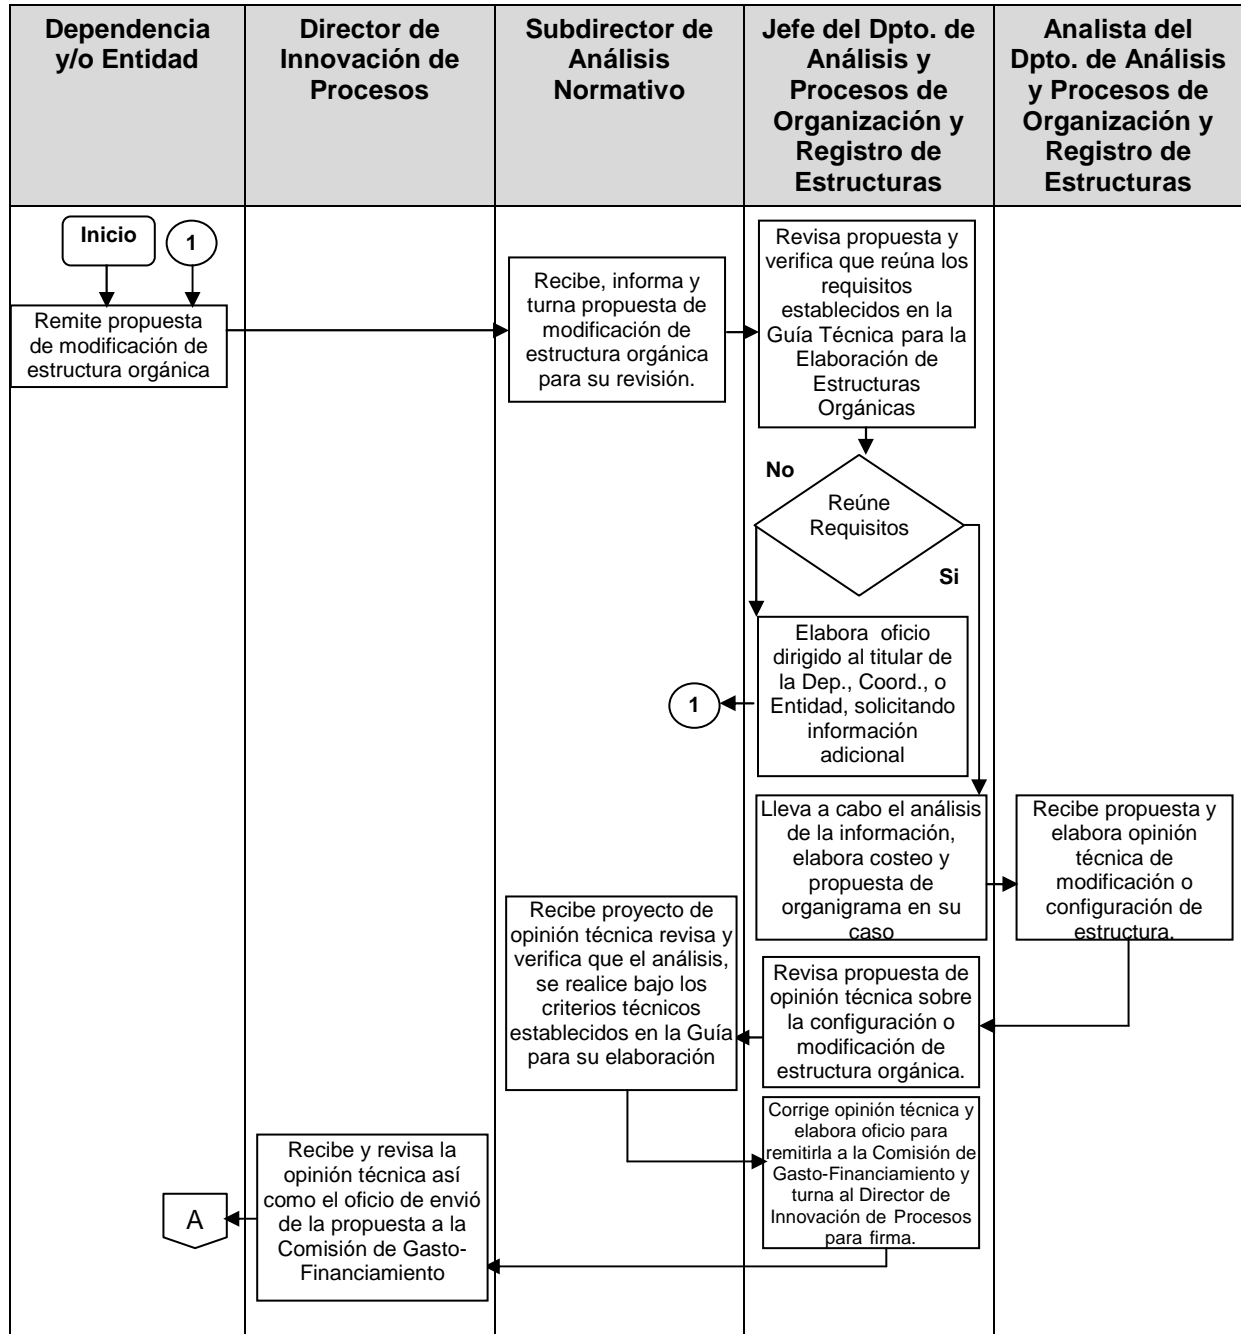 Dependencia
y/o Entidad
Director de
Innovación de
Procesos
Subdirector de
Análisis
Normativo
Jefe del Dpto. de
Análisis y
Procesos de
Organización y
Registro de
Estructuras
Analista del
Dpto. de Análisis
y Procesos de
Organización y
Registro de
Estructuras
Inicio
1
Remite propuesta
de modificación de
estructura orgánica
Recibe, informa y
turna propuesta de
modificación de
estructura orgánica
para su revisión.
Revisa propuesta y
verifica que reúna los
requisitos
establecidos en la
Guía Técnica para la
Elaboración de
Estructuras
Orgánicas
No
Reúne
Requisitos
Si
Elabora oficio
dirigido al titular de
la Dep., Coord., o
Entidad, solicitando
información
adicional
1
Lleva a cabo el análisis
de la información,
elabora costeo y
propuesta de
organigrama en su
caso
Recibe propuesta y
elabora opinión
técnica de
modificación o
configuración de
estructura.
Revisa propuesta de
opinión técnica sobre
la configuración o
modificación de
estructura orgánica.
Recibe proyecto de
opinión técnica revisa y
verifica que el análisis,
se realice bajo los
criterios técnicos
establecidos en la Guía
para su elaboración
Corrige opinión técnica y
elabora oficio para
remitirla a la Comisión de
Gasto-Financiamiento y
turna al Director de
Innovación de Procesos
para firma.
Recibe y revisa la
opinión técnica así
como el oficio de envió
de la propuesta a la
Comisión de Gasto-
Financiamiento
A